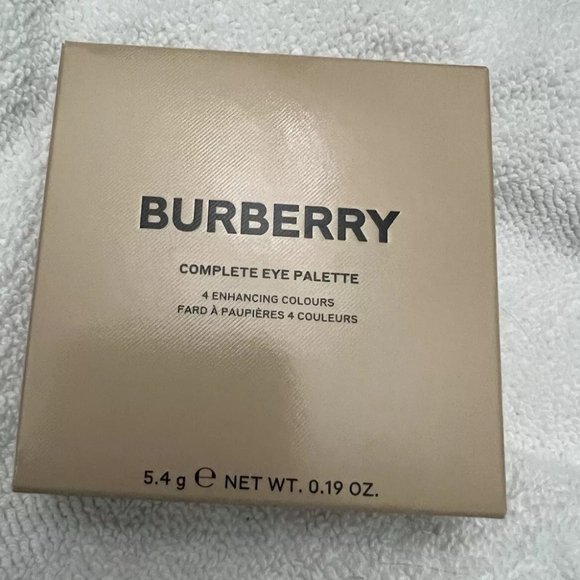 BURBERRY
COMPLETE EYE PALETTE
4 ENHANCING COLOURS
FARD À PAUPIÈRES 4 COULEURS
5.4 g ℮ NET WT. 0.19 OZ.